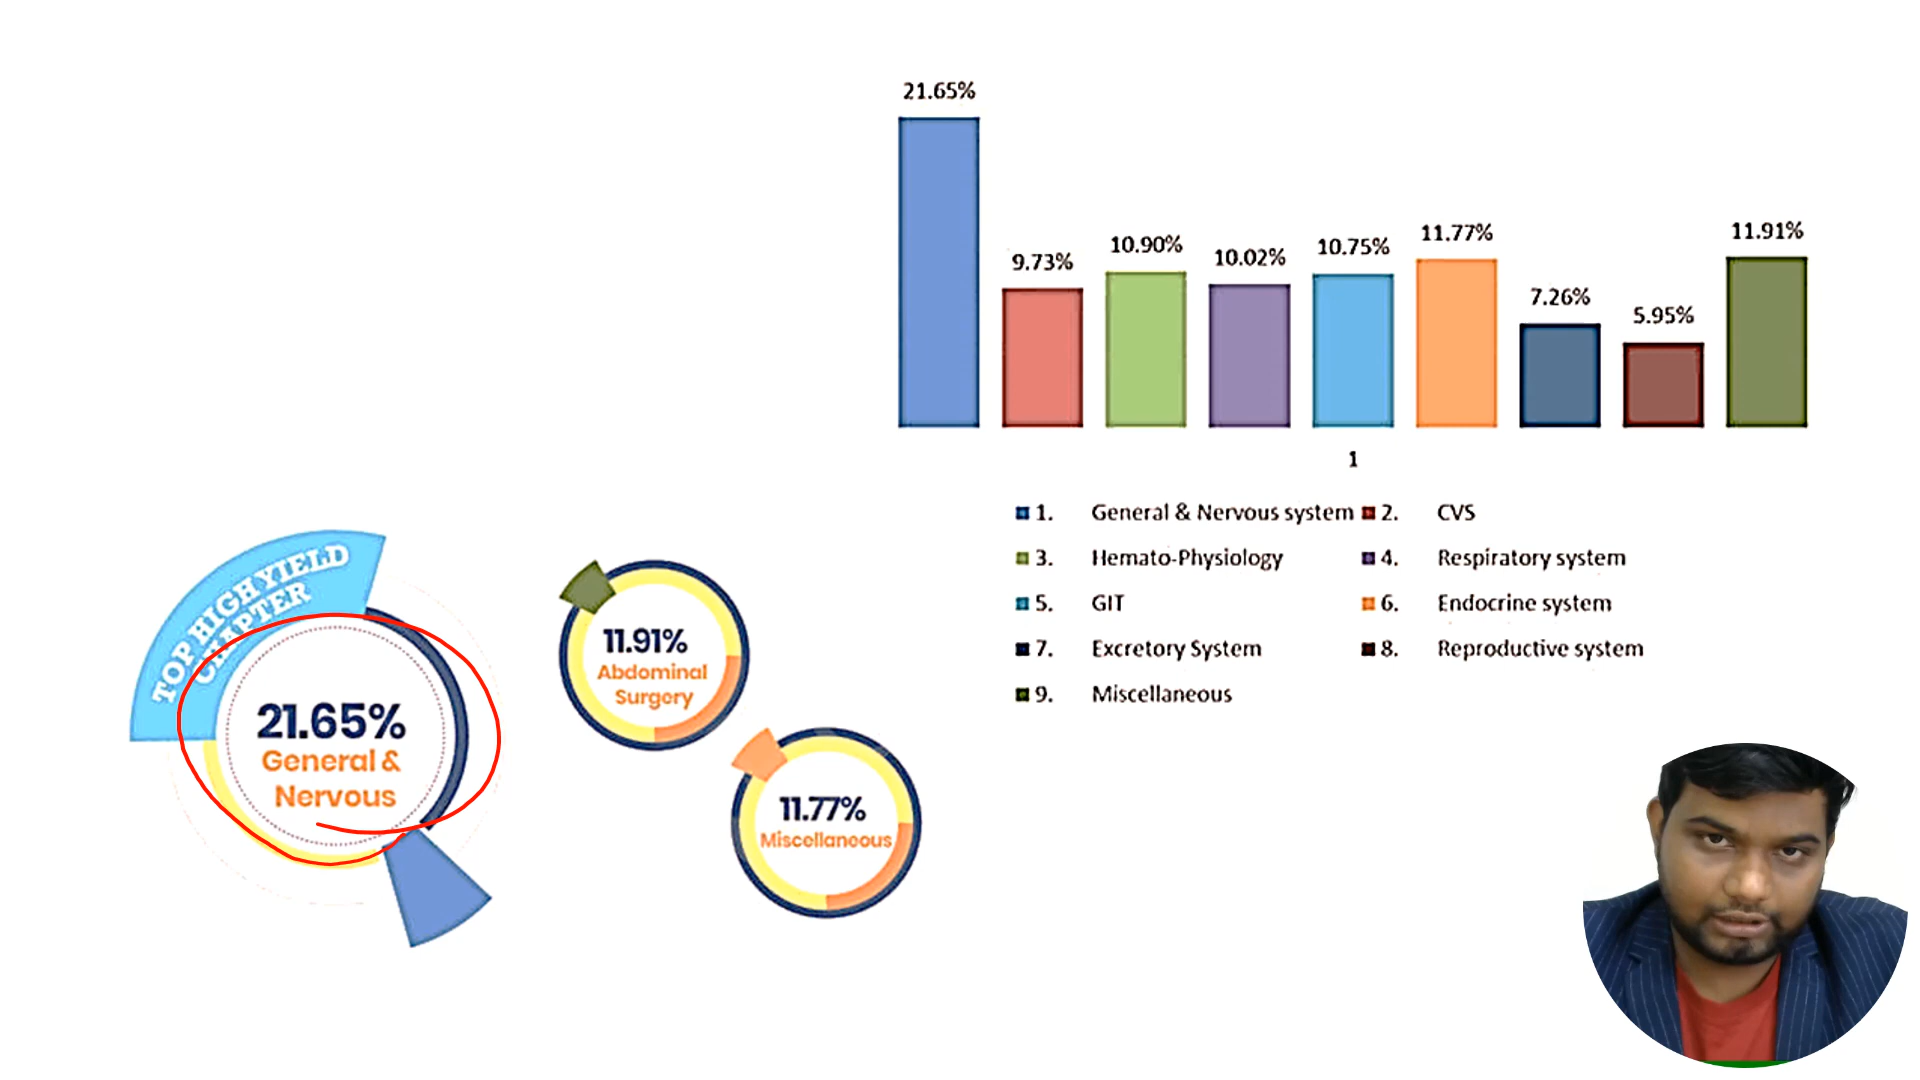 21.65%
9.73%
10.90%
10.02%
10.75%
11.77%
7.26%
5.95%
11.91%
1
1. General & Nervous system 2. CVS
3. Hemato-Physiology 4. Respiratory system
5. GIT 6. Endocrine system
7. Excretory System 8. Reproductive system
9. Miscellaneous
TOP HIGH YIELD
CHAPTER
21.65%
General &
Nervous
11.91%
Abdominal
Surgery
11.77%
Miscellaneous